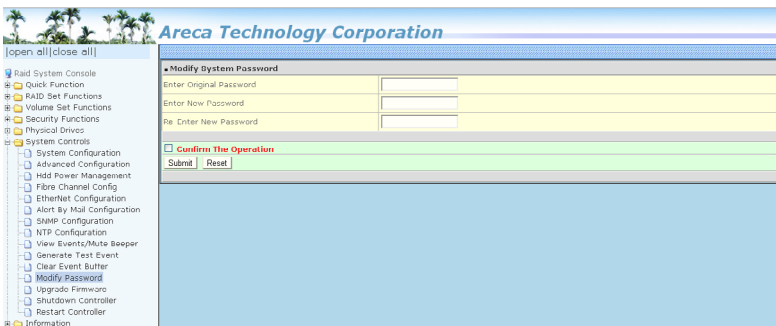 Areca Technology Corporation
|open all|close all|
Raid System Console
Quick Function
RAID Set Functions
Volume Set Functions
Security Functions
Physical Drives
System Controls
System Configuration
Advanced Configuration
Hdd Power Management
Fibre Channel Config
EtherNet Configuration
Alert By Mail Configuration
SNMP Configuration
NTP Configuration
View Events/Mute Beeper
Generate Test Event
Clear Event Buffer
Modify Password
Upgrade Firmware
Shutdown Controller
Restart Controller
Information
Modify System Password
Enter Original Password
Enter New Password
Re Enter New Password
Confirm The Operation
Submit Reset